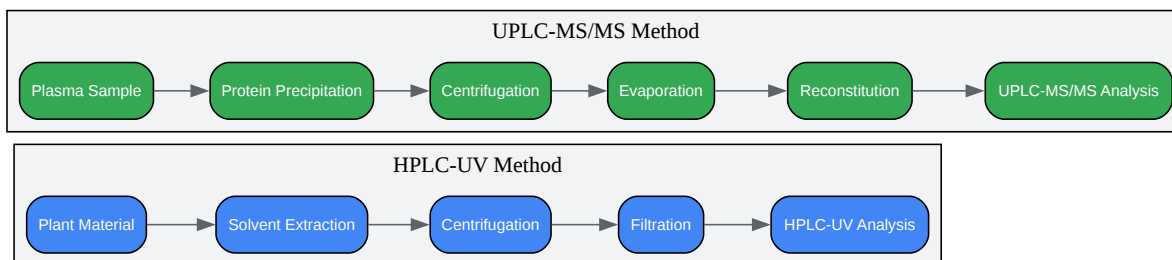 UPLC-MS/MS Method
Plasma Sample
Protein Precipitation
Centrifugation
Evaporation
Reconstitution
UPLC-MS/MS Analysis
HPLC-UV Method
Plant Material
Solvent Extraction
Centrifugation
Filtration
HPLC-UV Analysis